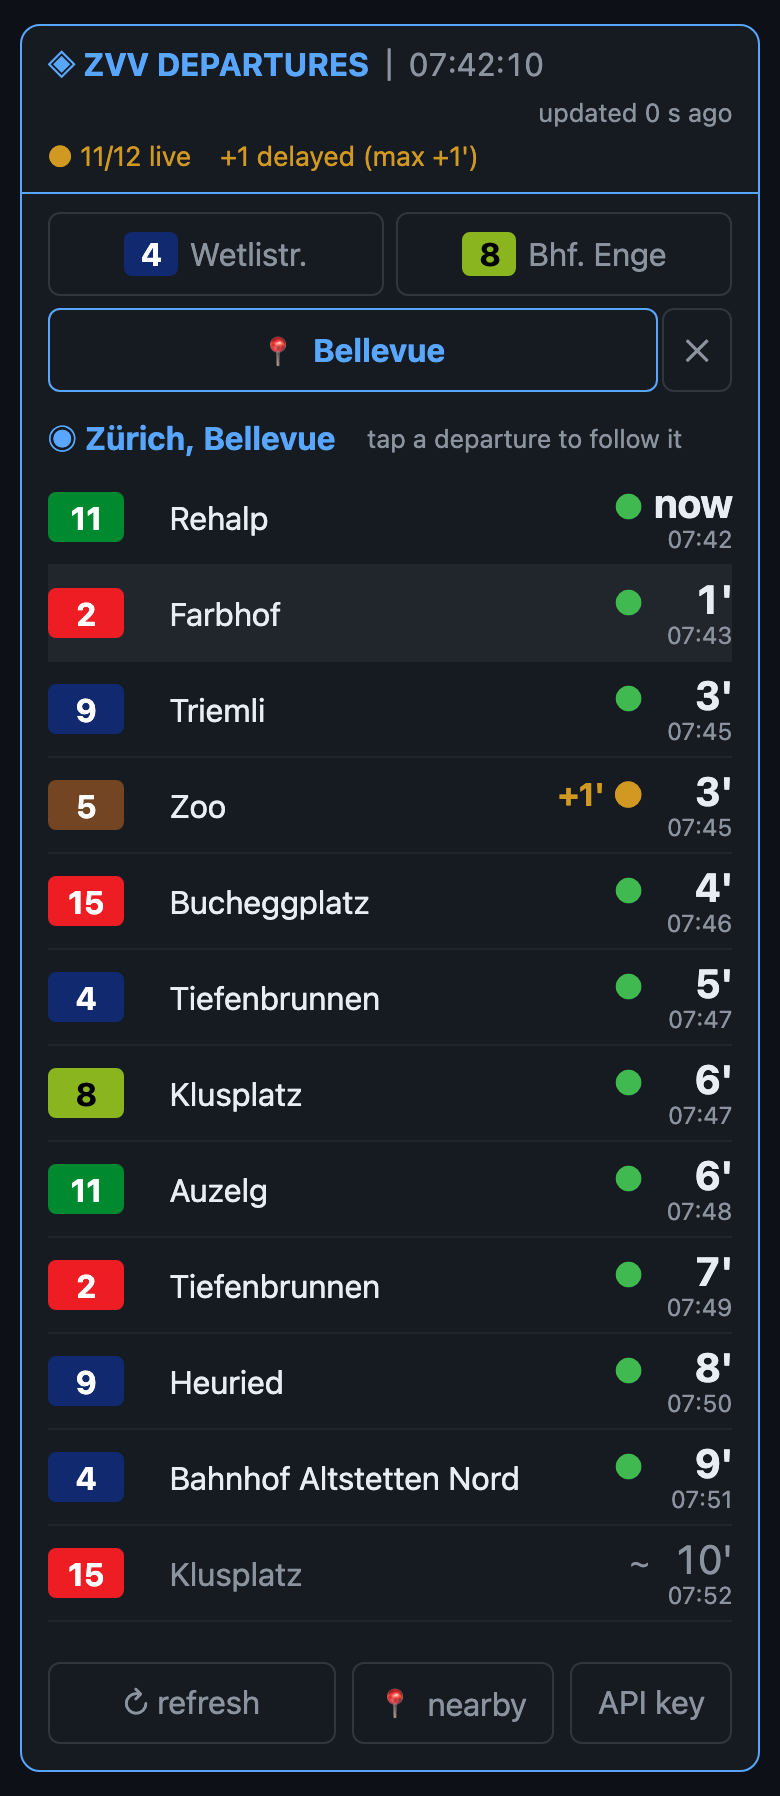 ZVV DEPARTURES | 07:42:10
updated 0 s ago
11/12 live +1 delayed (max +1')
4 Wetlistr. 8 Bhf. Enge
Bellevue ×
Zürich, Bellevue tap a departure to follow it
11 Rehalp now
07:42
2 Farbhof 1'
07:43
9 Triemli 3'
07:45
5 Zoo +1' 3'
07:45
15 Bucheggplatz 4'
07:46
4 Tiefenbrunnen 5'
07:47
8 Klusplatz 6'
07:47
11 Auzelg 6'
07:48
2 Tiefenbrunnen 7'
07:49
9 Heuried 8'
07:50
4 Bahnhof Altstetten Nord 9'
07:51
15 Klusplatz ~ 10'
07:52
↻ refresh nearby API key